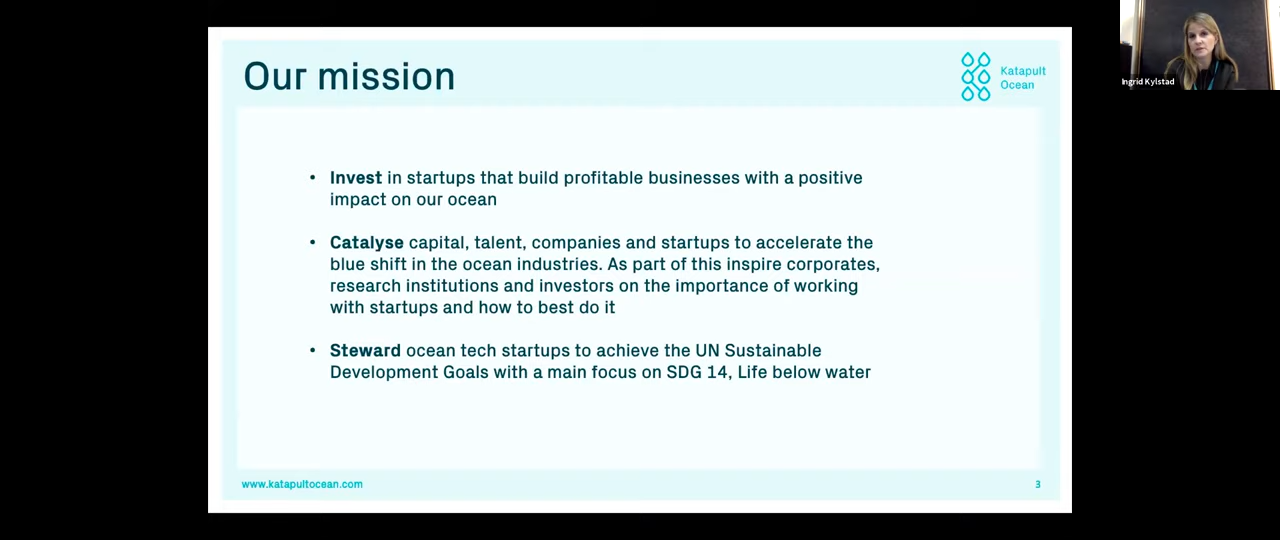 Our mission
Katapult
Ocean
Ingrid Kylstad
• Invest in startups that build profitable businesses with a positive
impact on our ocean
• Catalyse capital, talent, companies and startups to accelerate the
blue shift in the ocean industries. As part of this inspire corporates,
research institutions and investors on the importance of working
with startups and how to best do it
• Steward ocean tech startups to achieve the UN Sustainable
Development Goals with a main focus on SDG 14, Life below water
www.katapultocean.com
3